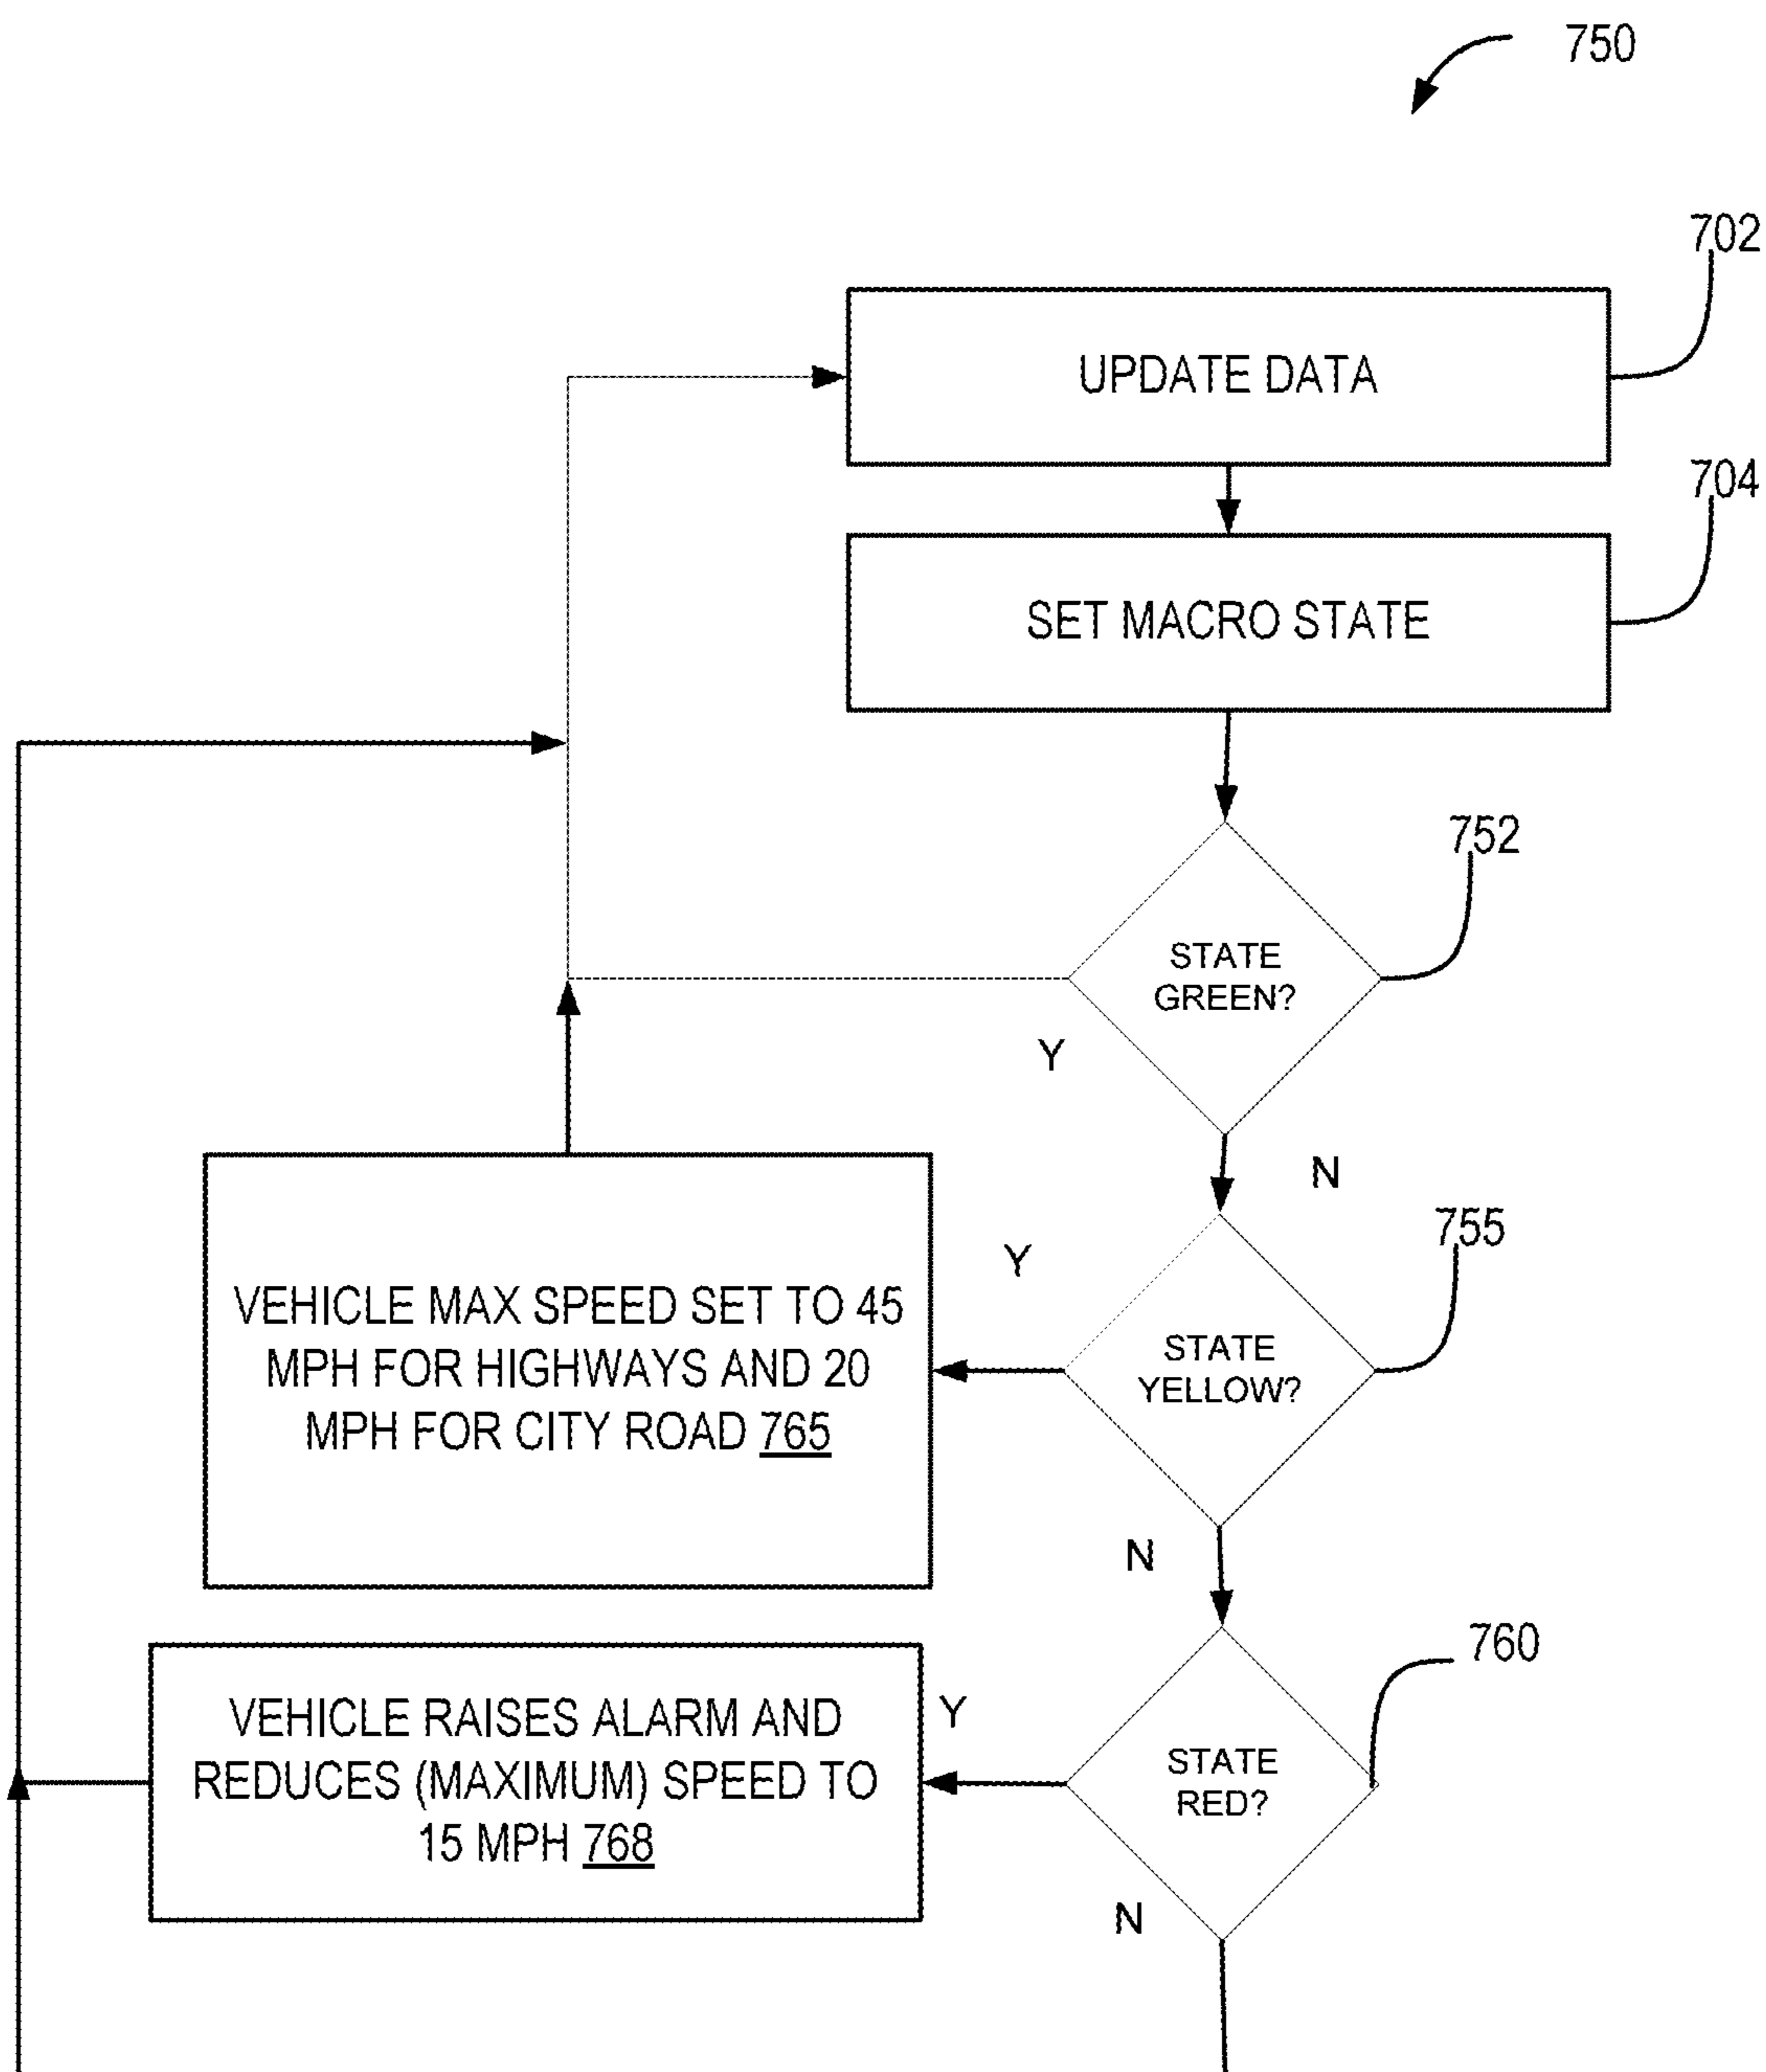 750
702
UPDATE DATA
704
SET MACRO STATE
752
STATE
GREEN?
Y
N
755
Y
STATE
YELLOW?
VEHICLE MAX SPEED SET TO 45
MPH FOR HIGHWAYS AND 20
MPH FOR CITY ROAD 765
N
760
Y
STATE
RED?
VEHICLE RAISES ALARM AND
REDUCES (MAXIMUM) SPEED TO
15 MPH 768
N